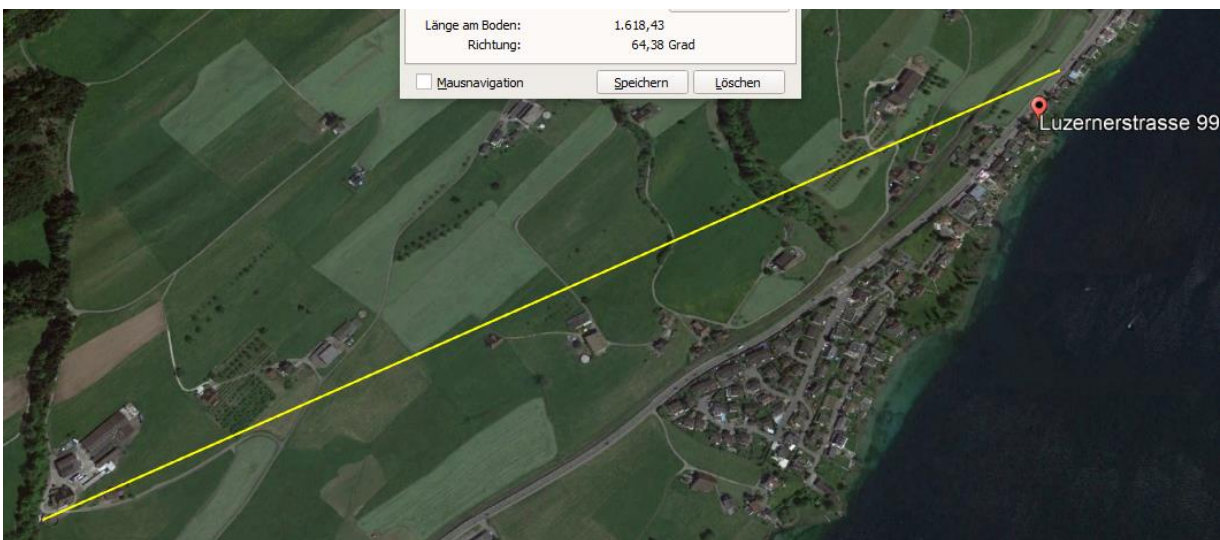 Länge am Boden: 1.618,43
Richtung: 64,38 Grad
Mausnavigation Speichern Löschen
Luzernerstrasse 99